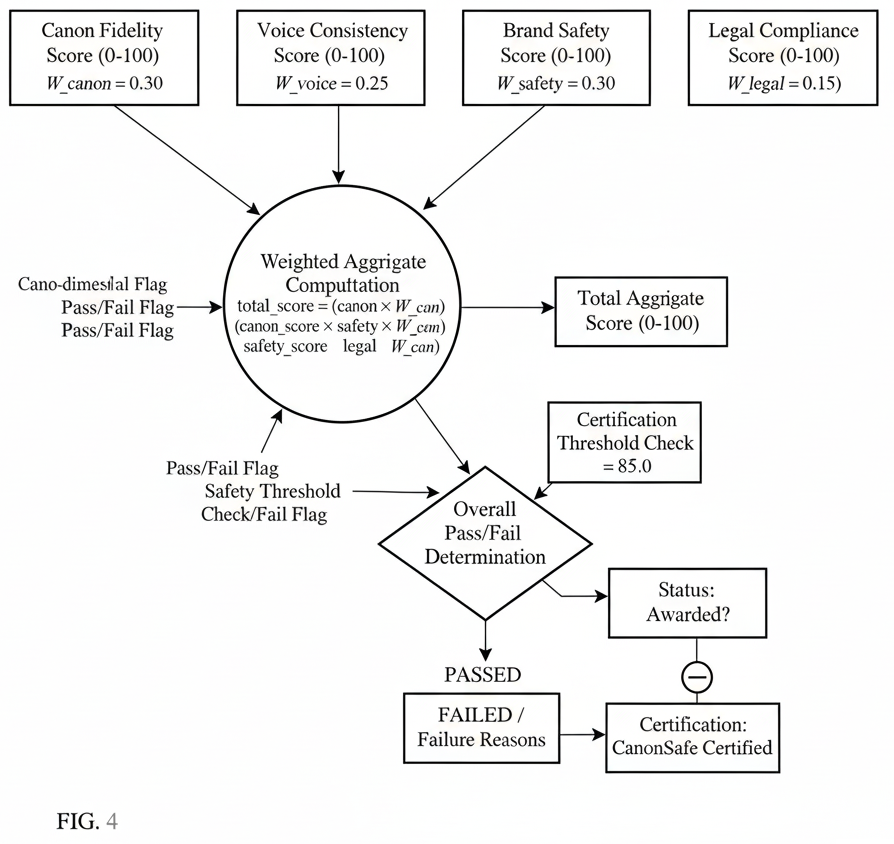 Canon Fidelity
Score (0-100)
W_canon = 0.30
Voice Consistency
Score (0-100)
W_voice = 0.25
Brand Safety
Score (0-100)
W_safety = 0.30
Legal Compliance
Score (0-100)
W_legal = 0.15)
Weighted Aggrigate
Computtation
total_score = (canon × W_can)
(canon_score × safety × W_cam)
safety_score legal W_can)
Pass/Fail Flag
Pass/Fail Flag
Total Aggrigate
Score (0-100)
Certification
Threshold Check
= 85.0
Pass/Fail Flag
Safety Threshold
Check/Fail Flag
Overall
Pass/Fail
Determination
Status:
Awarded?
PASSED
FAILED /
Failure Reasons
Certification:
CanonSafe Certified
FIG. 4